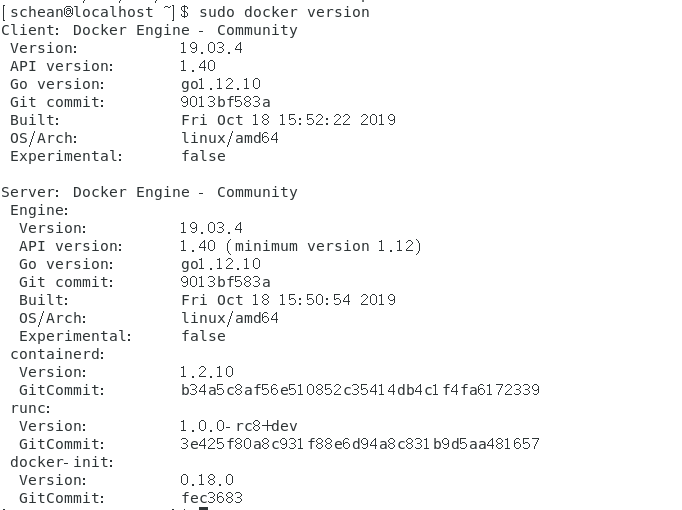 [schean@localhost ~]$ sudo docker version
Client: Docker Engine - Community
Version: 19.03.4
API version: 1.40
Go version: go1.12.10
Git commit: 9013bf583a
Built: Fri Oct 18 15:52:22 2019
OS/Arch: linux/amd64
Experimental: false
Server: Docker Engine - Community
Engine:
Version: 19.03.4
API version: 1.40 (minimum version 1.12)
Go version: go1.12.10
Git commit: 9013bf583a
Built: Fri Oct 18 15:50:54 2019
OS/Arch: linux/amd64
Experimental: false
containerd:
Version: 1.2.10
GitCommit: b34a5c8af56e510852c35414db4c1f4fa6172339
runc:
Version: 1.0.0-rc8+dev
GitCommit: 3e425f80a8c931f88e6d94a8c831b9d5aa481657
docker-init:
Version: 0.18.0
GitCommit: fec3683